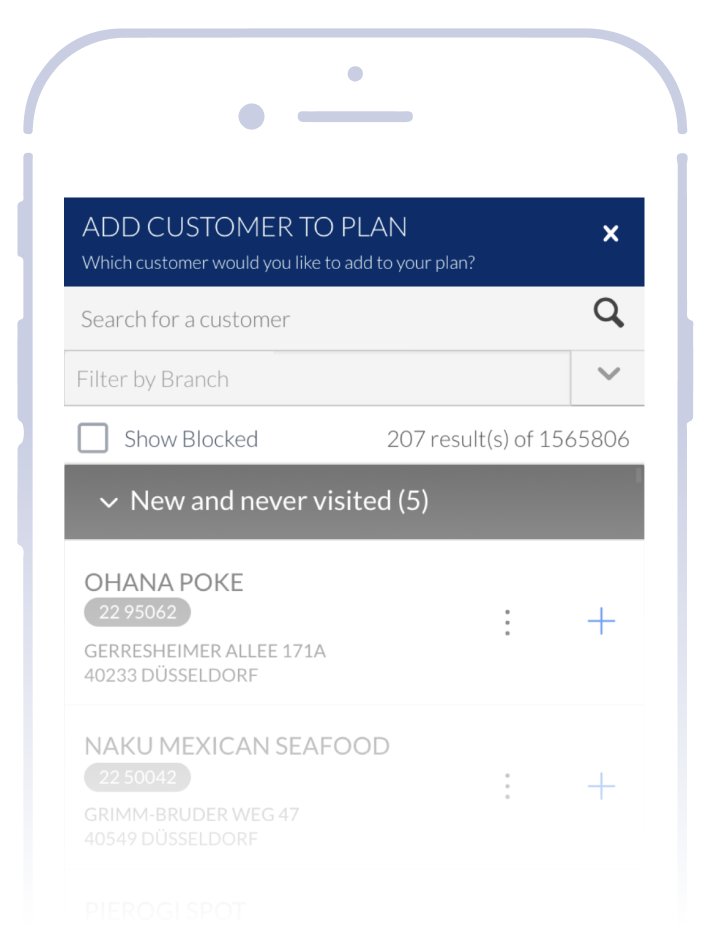 ADD CUSTOMER TO PLAN
x
Which customer would you like to add to your plan?
Search for a customer
Filter by Branch
Show Blocked 207 result(s) of 1565806
New and never visited (5)
OHANA POKE
22 95062
GERRESHEIMER ALLEE 171A
40233 DÜSSELDORF
NAKU MEXICAN SEAFOOD
22 50042
GRIMM-BRUDER WEG 47
40549 DÜSSELDORF
PIEROGI SPOT